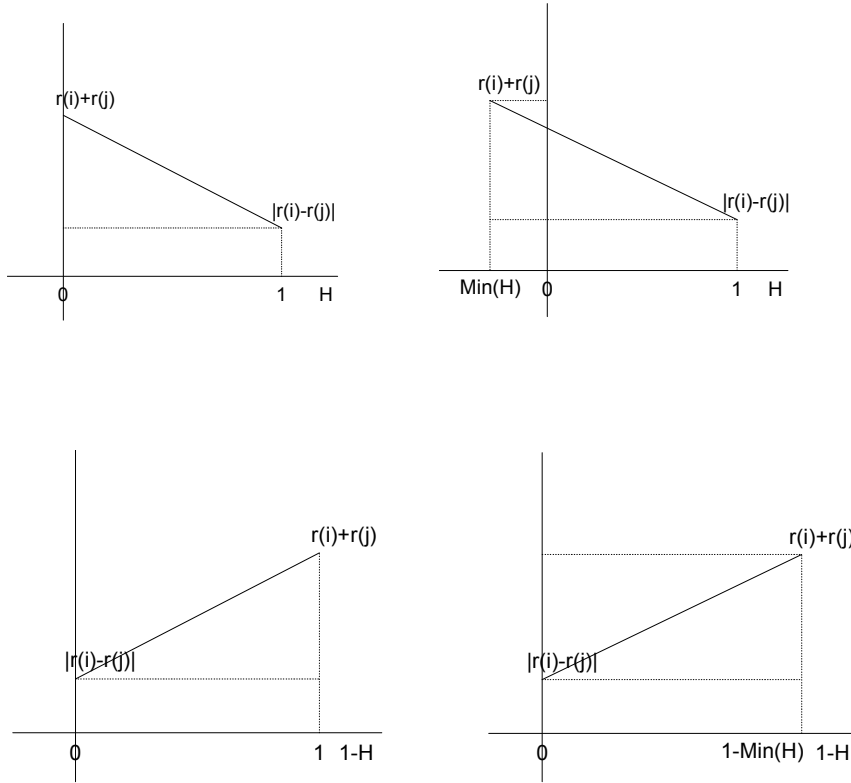 r(i)+r(j)
|r(i)-r(j)|
0 1 H
r(i)+r(j)
|r(i)-r(j)|
Min(H) 0 1 H
r(i)+r(j)
|r(i)-r(j)|
0 1 1-H
r(i)+r(j)
|r(i)-r(j)|
0 1-Min(H) 1-H